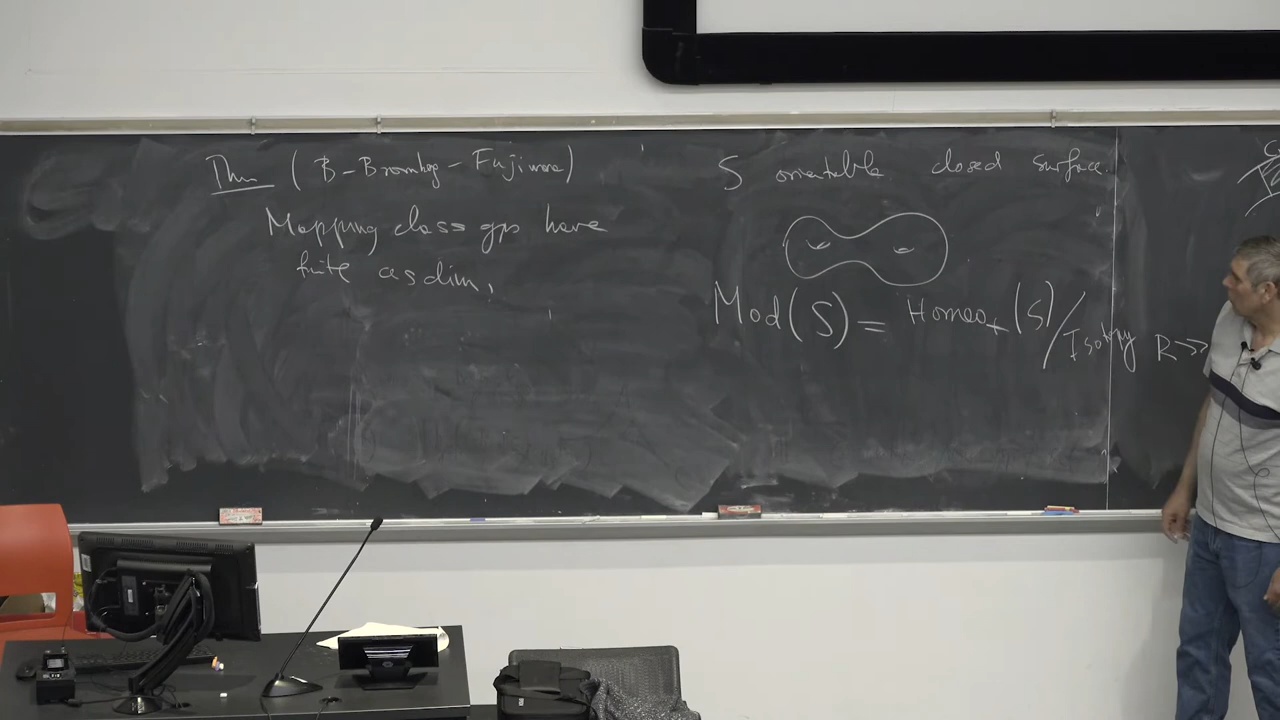 Thm (B-Bromberg-Fujiwara)
Mapping class gps have
finite asdim,
S orientable closed surface.
Mod(S) = Homeo₊(S)/Isotopy R→